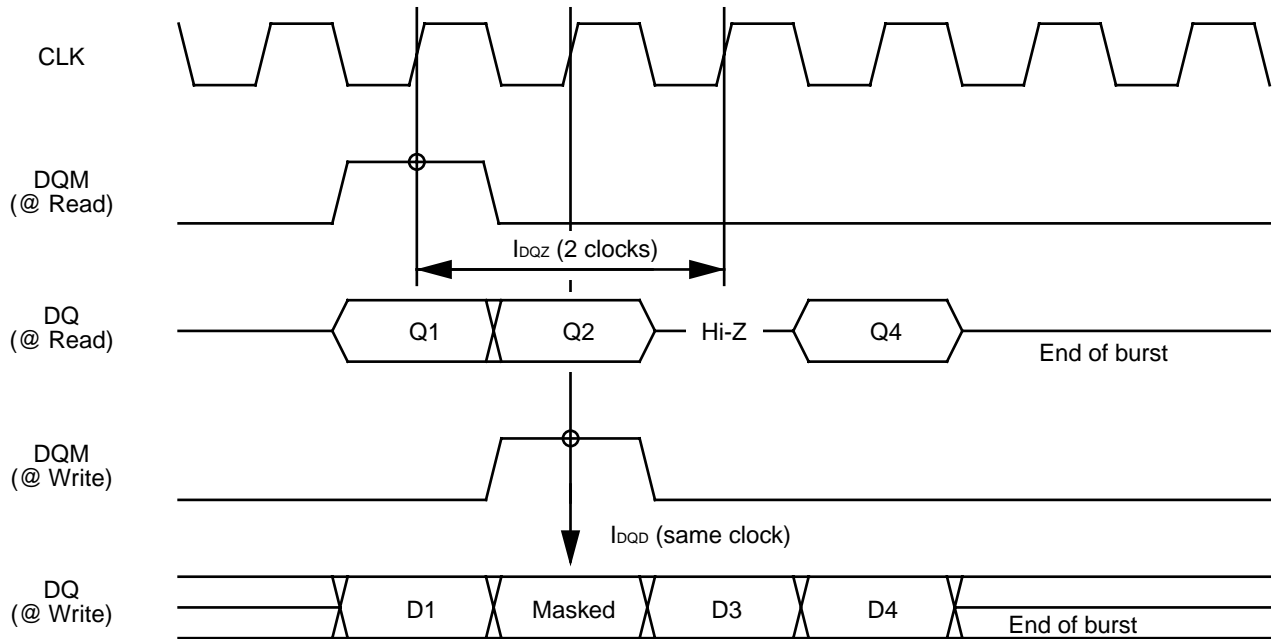 CLK
DQM
(@ Read)
IDQZ (2 clocks)
DQ
(@ Read)
Q1
Q2
Hi-Z
Q4
End of burst
DQM
(@ Write)
IDQD (same clock)
DQ
(@ Write)
D1
Masked
D3
D4
End of burst